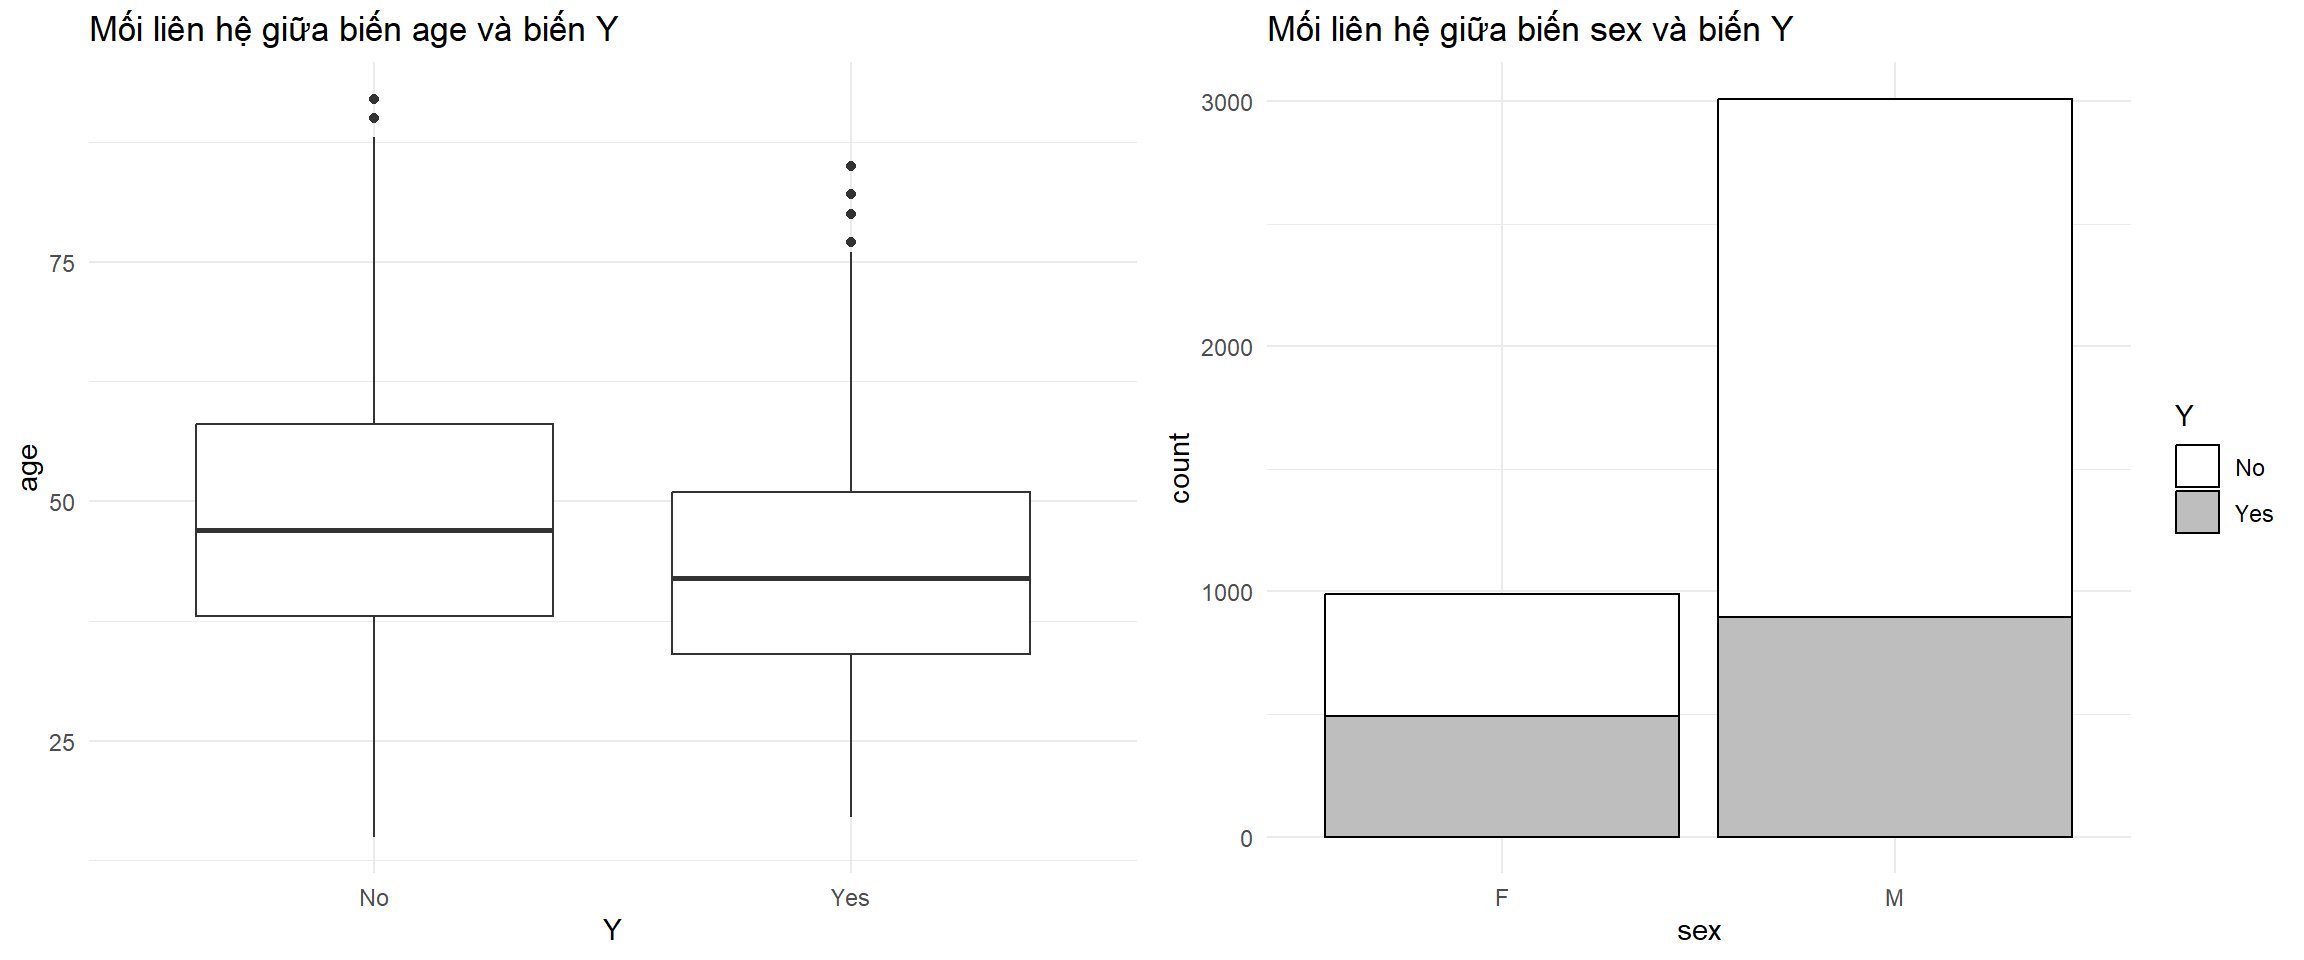 Mối liên hệ giữa biến age và biến Y
75
50
25
age
No
Yes
Y
Mối liên hệ giữa biến sex và biến Y
3000
2000
1000
0
count
F
M
sex
Y
No
Yes